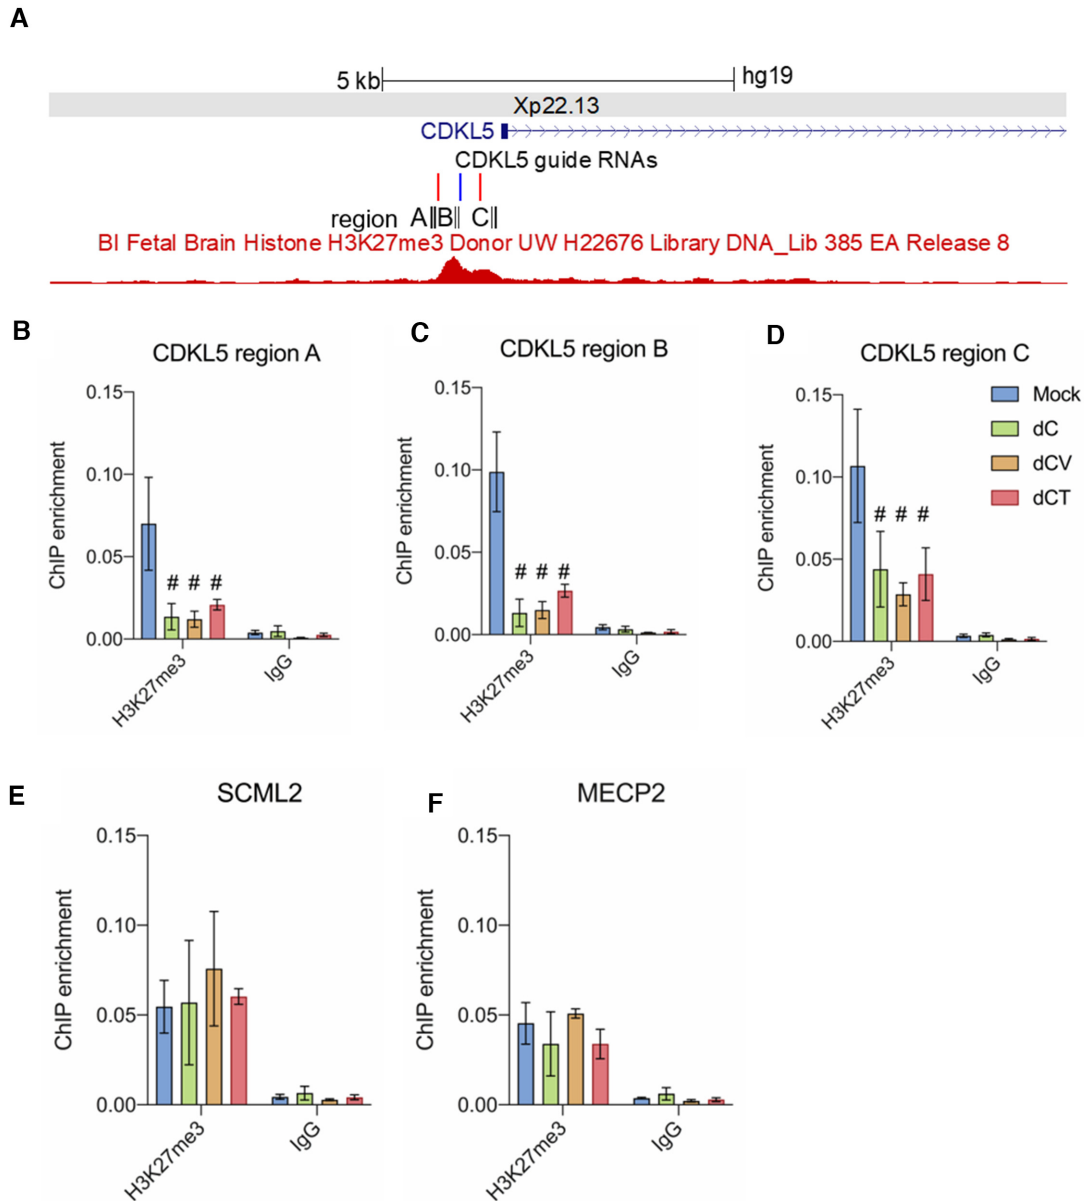 A
5 kb hg19
Xp22.13
CDKL5
CDKL5 guide RNAs
region A B C
BI Fetal Brain Histone H3K27me3 Donor UW H22676 Library DNA_Lib 385 EA Release 8
B
CDKL5 region A
ChIP enrichment
0.15
0.10
0.05
0.00
# # #
H3K27me3
IgG
C
CDKL5 region B
ChIP enrichment
0.15
0.10
0.05
0.00
# # #
H3K27me3
IgG
D
CDKL5 region C
ChIP enrichment
0.15
0.10
0.05
0.00
# # #
H3K27me3
IgG
Mock
dC
dCV
dCT
E
SCML2
ChIP enrichment
0.15
0.10
0.05
0.00
H3K27me3
IgG
F
MECP2
ChIP enrichment
0.15
0.10
0.05
0.00
H3K27me3
IgG